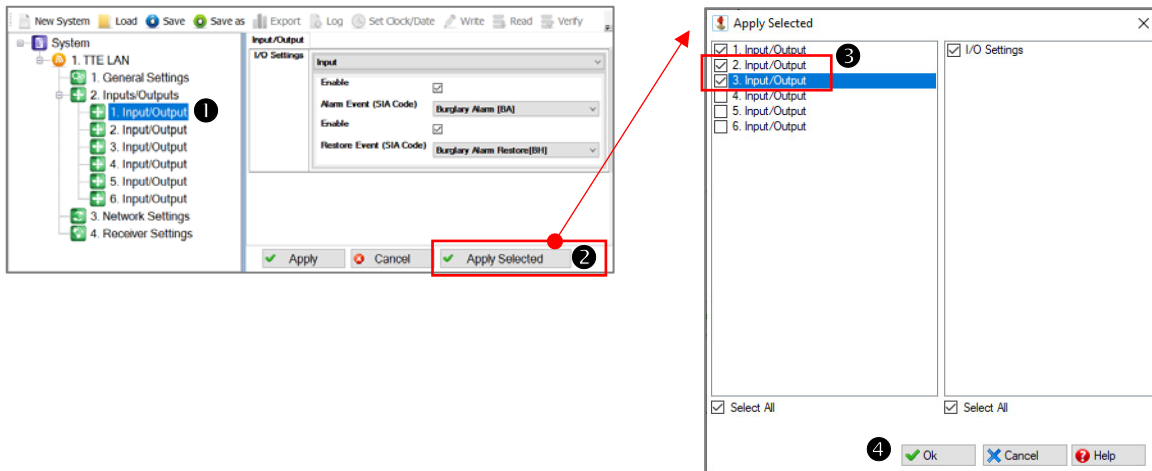 New System Load Save Save as Export Log Set Clock/Date Write Read Verify
System
1. TTE LAN
1. General Settings
2. Inputs/Outputs
1. Input/Output
2. Input/Output
3. Input/Output
4. Input/Output
5. Input/Output
6. Input/Output
3. Network Settings
4. Receiver Settings
1
Input/Output
I/O Settings
Input
Enable
Alarm Event (SIA Code) Burglary Alarm [BA]
Enable
Restore Event (SIA Code) Burglary Alarm Restore[BH]
Apply Cancel Apply Selected 2
Apply Selected
1. Input/Output
2. Input/Output
3. Input/Output
4. Input/Output
5. Input/Output
6. Input/Output
3
I/O Settings
Select All
Select All
4 Ok Cancel Help